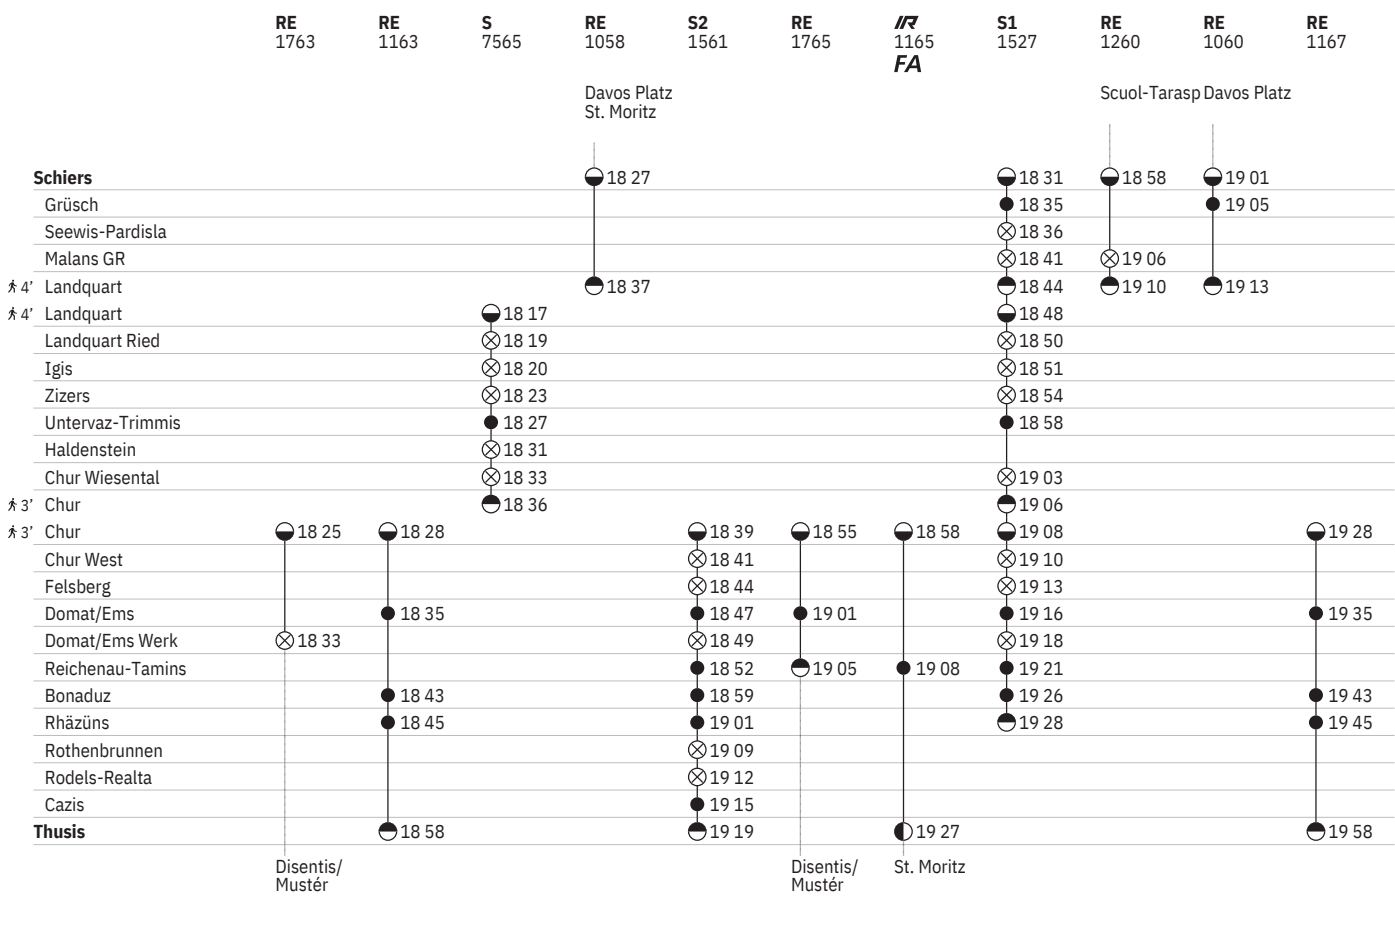 RE RE S RE S2 RE IR S1 RE RE RE
1763 1163 7565 1058 1561 1765 1165 1527 1260 1060 1167
FA
Davos Platz Scuol-Tarasp Davos Platz
St. Moritz
Schiers 18 27 18 31 18 58 19 01
Grüsch 18 35 19 05
Seewis-Pardisla 18 36
Malans GR 18 41 19 06
4’ Landquart 18 37 18 44 19 10 19 13
4’ Landquart 18 17 18 48
Landquart Ried 18 19 18 50
Igis 18 20 18 51
Zizers 18 23 18 54
Untervaz-Trimmis 18 27 18 58
Haldenstein 18 31
Chur Wiesental 18 33 19 03
3’ Chur 18 36 19 06
3’ Chur 18 25 18 28 18 39 18 55 18 58 19 08 19 28
Chur West 18 41 19 10
Felsberg 18 44 19 13
Domat/Ems 18 35 18 47 19 01 19 16 19 35
Domat/Ems Werk 18 33 18 49 19 18
Reichenau-Tamins 18 52 19 05 19 08 19 21
Bonaduz 18 43 18 59 19 26 19 43
Rhäzüns 18 45 19 01 19 28 19 45
Rothenbrunnen 19 09
Rodels-Realta 19 12
Cazis 19 15
Thusis 18 58 19 19 19 27 19 58
Disentis/ Disentis/ St. Moritz
Mustér Mustér